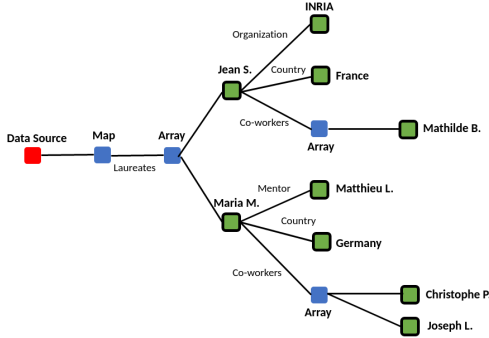 INRIA
Organization
Jean S.
Country
France
Co-workers
Array
Mathilde B.
Data Source
Map
Array
Laureates
Mentor
Matthieu L.
Maria M.
Country
Germany
Co-workers
Array
Christophe P.
Joseph L.